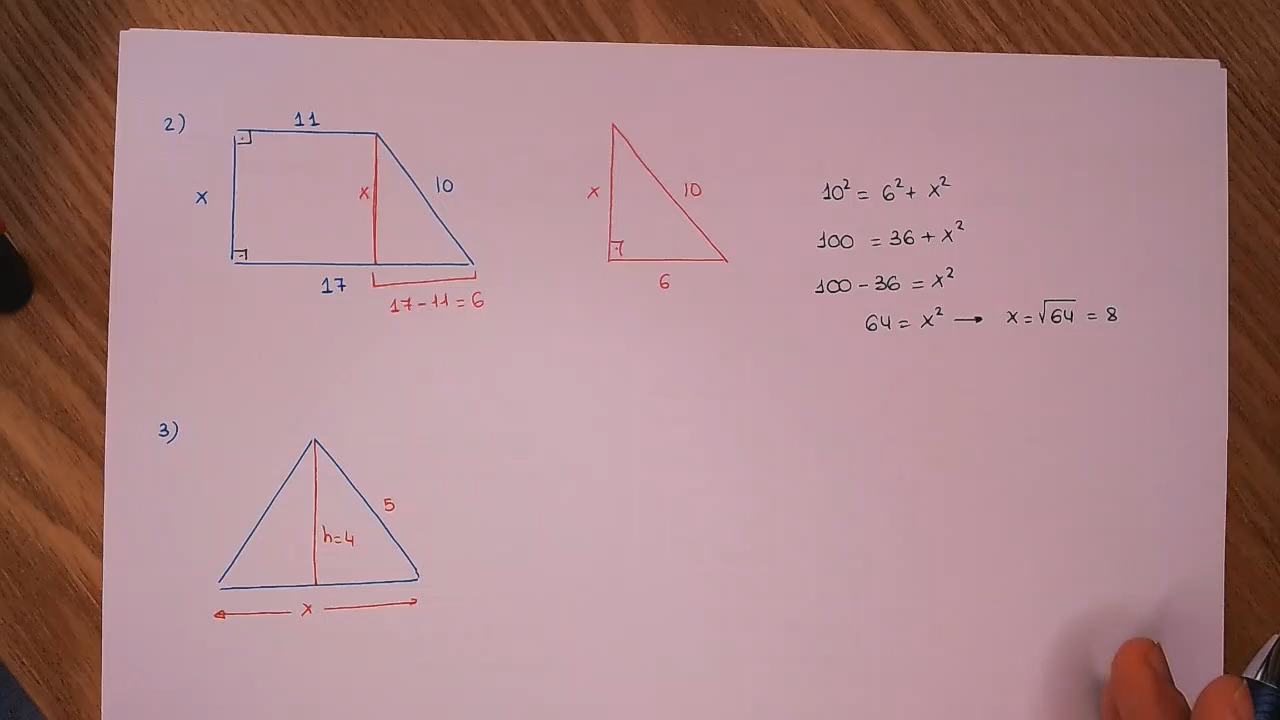 2)
11
x
x
10
17
17-11=6
x
10
6
10² = 6² + x²
100 = 36 + x²
100 - 36 = x²
64 = x² → x = √64 = 8
3)
5
h=4
x